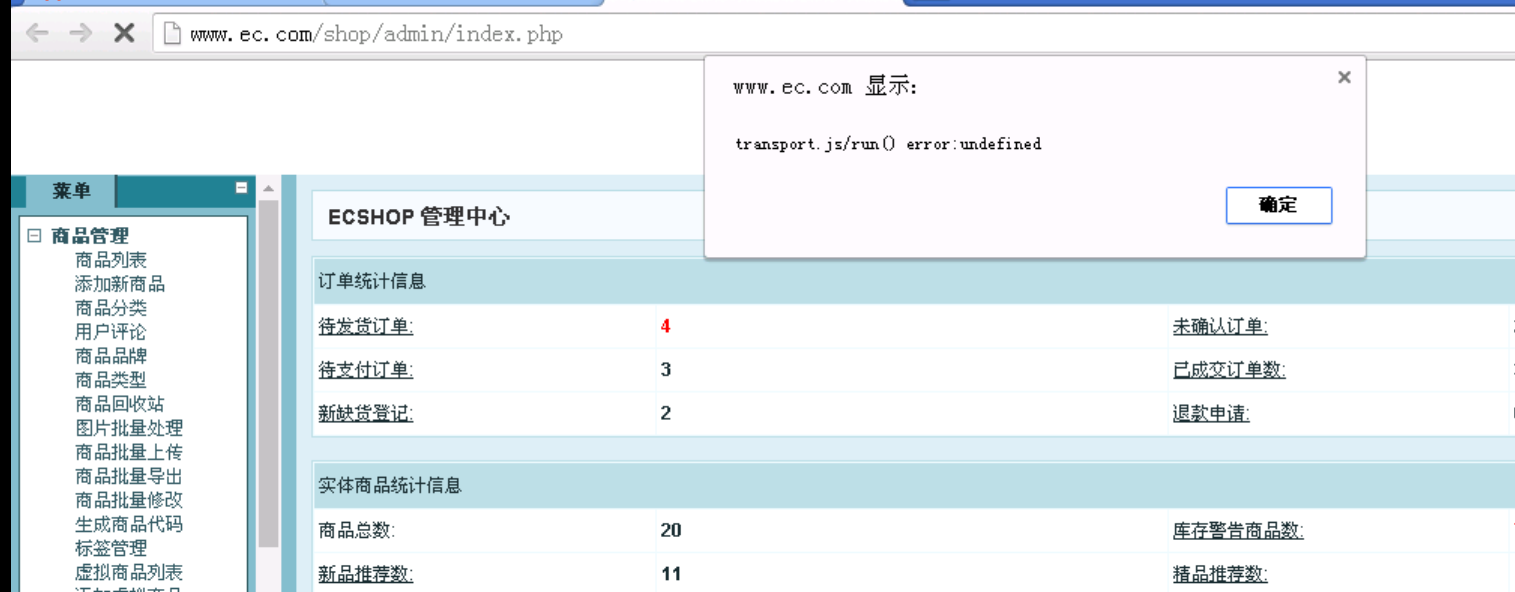 www.ec.com/shop/admin/index.php
www.ec.com 显示:
transport.js/run() error:undefined
确定
菜单
商品管理
商品列表
添加新商品
商品分类
用户评论
商品品牌
商品类型
商品回收站
图片批量处理
商品批量上传
商品批量导出
商品批量修改
生成商品代码
标签管理
虚拟商品列表
ECSHOP 管理中心
订单统计信息
待发货订单: 4 未确认订单:
待支付订单: 3 已成交订单数:
新缺货登记: 2 退款申请:
实体商品统计信息
商品总数: 20 库存警告商品数:
新品推荐数: 11 精品推荐数: